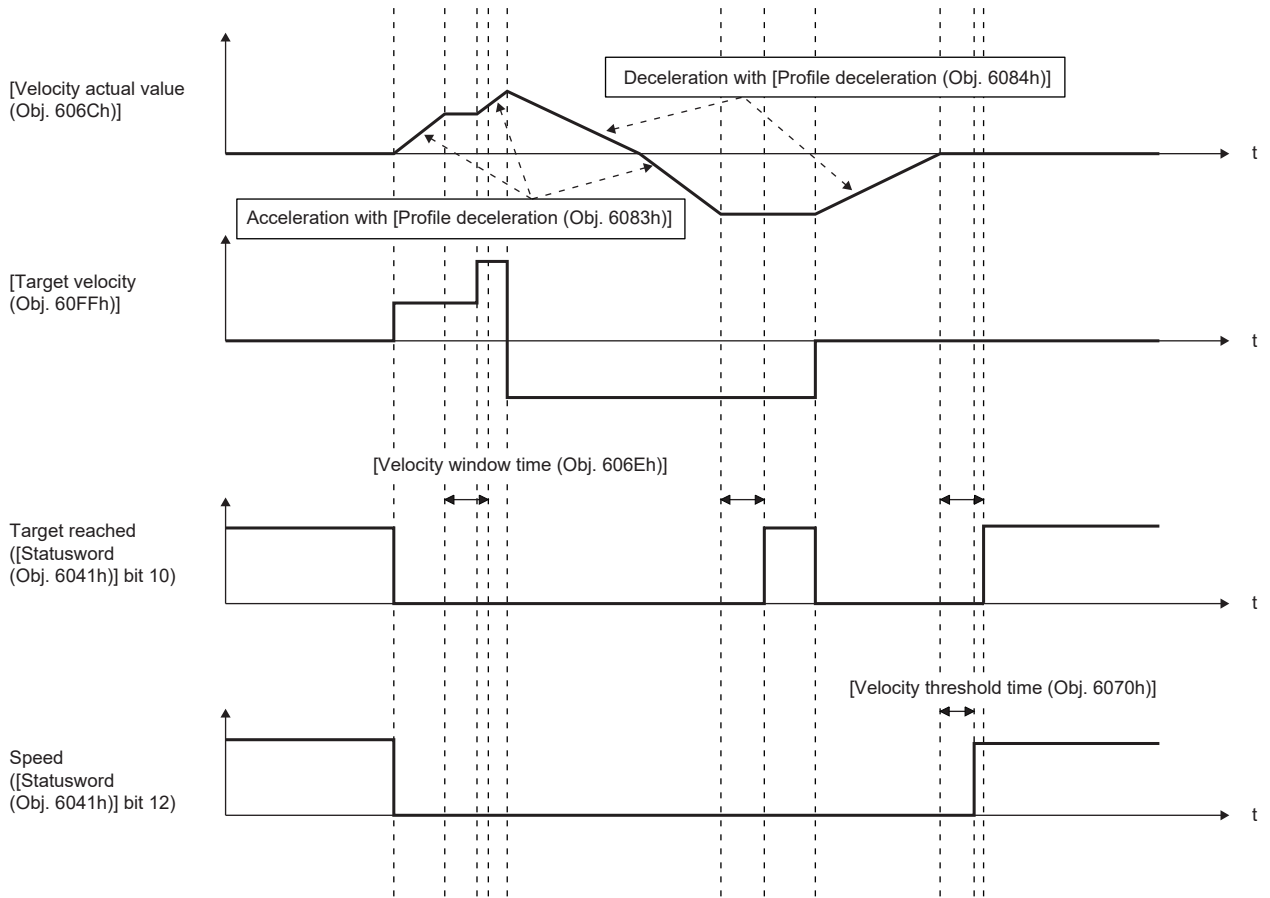 [Velocity actual value
(Obj. 606Ch)]
Deceleration with [Profile deceleration (Obj. 6084h)]
t
Acceleration with [Profile deceleration (Obj. 6083h)]
[Target velocity
(Obj. 60FFh)]
t
[Velocity window time (Obj. 606Eh)]
Target reached
([Statusword
(Obj. 6041h)] bit 10)
t
[Velocity threshold time (Obj. 6070h)]
Speed
([Statusword
(Obj. 6041h)] bit 12)
t